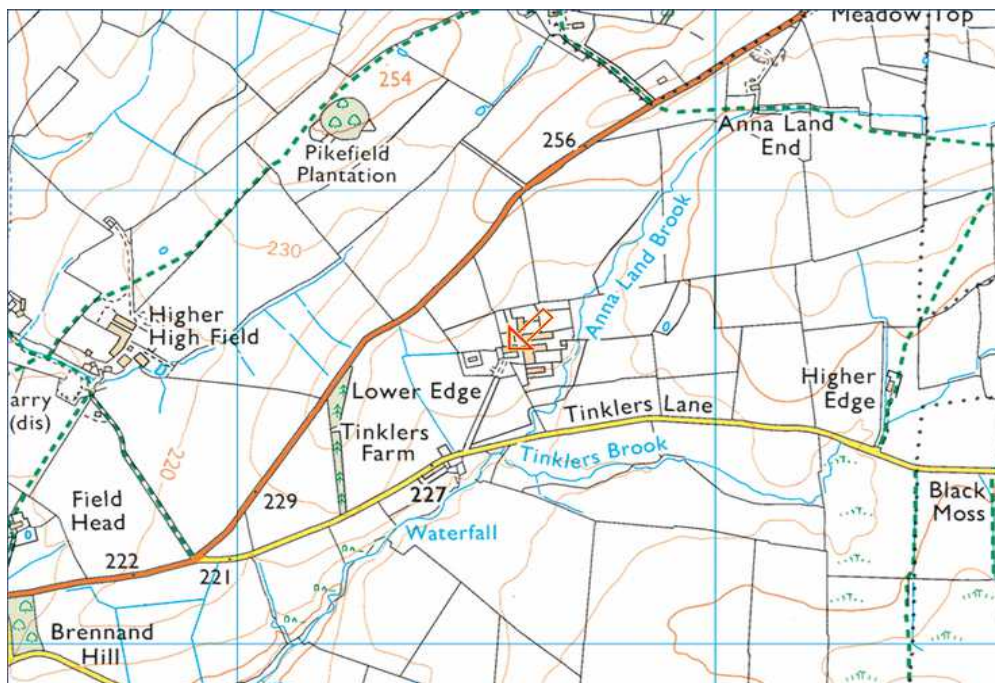 Meadow Top
254
Pikefield
Plantation
256
Anna Land
End
Anna Land Brook
230
Higher
High Field
Lower Edge
Higher
Edge
arry
(dis)
Tinklers Lane
Tinklers
Farm
Tinklers Brook
220
229
227
Field
Head
Black
Moss
Waterfall
222
221
Brennand
Hill